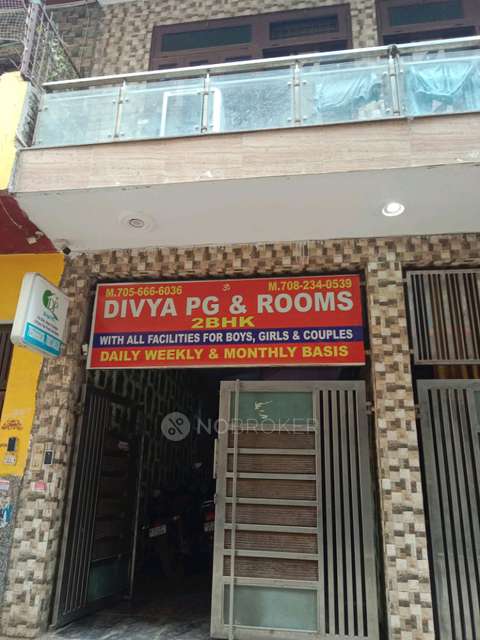 M.705-666-6036 ॐ M.708-234-0539
DIVYA PG & ROOMS
2BHK
WITH ALL FACILITIES FOR BOYS, GIRLS & COUPLES
DAILY WEEKLY & MONTHLY BASIS
NOBROKER